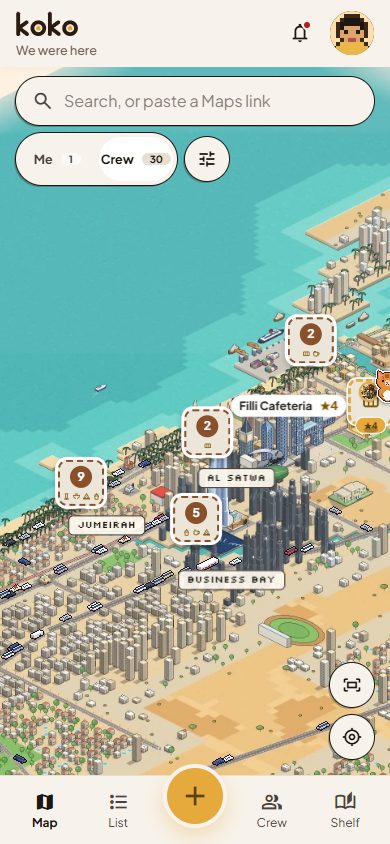 koko
We were here
Search, or paste a Maps link
Me 1 Crew 30
2
Filli Cafeteria ★4
★4
2
AL SATWA
9
5
JUMEIRAH
BUSINESS BAY
Map List + Crew Shelf